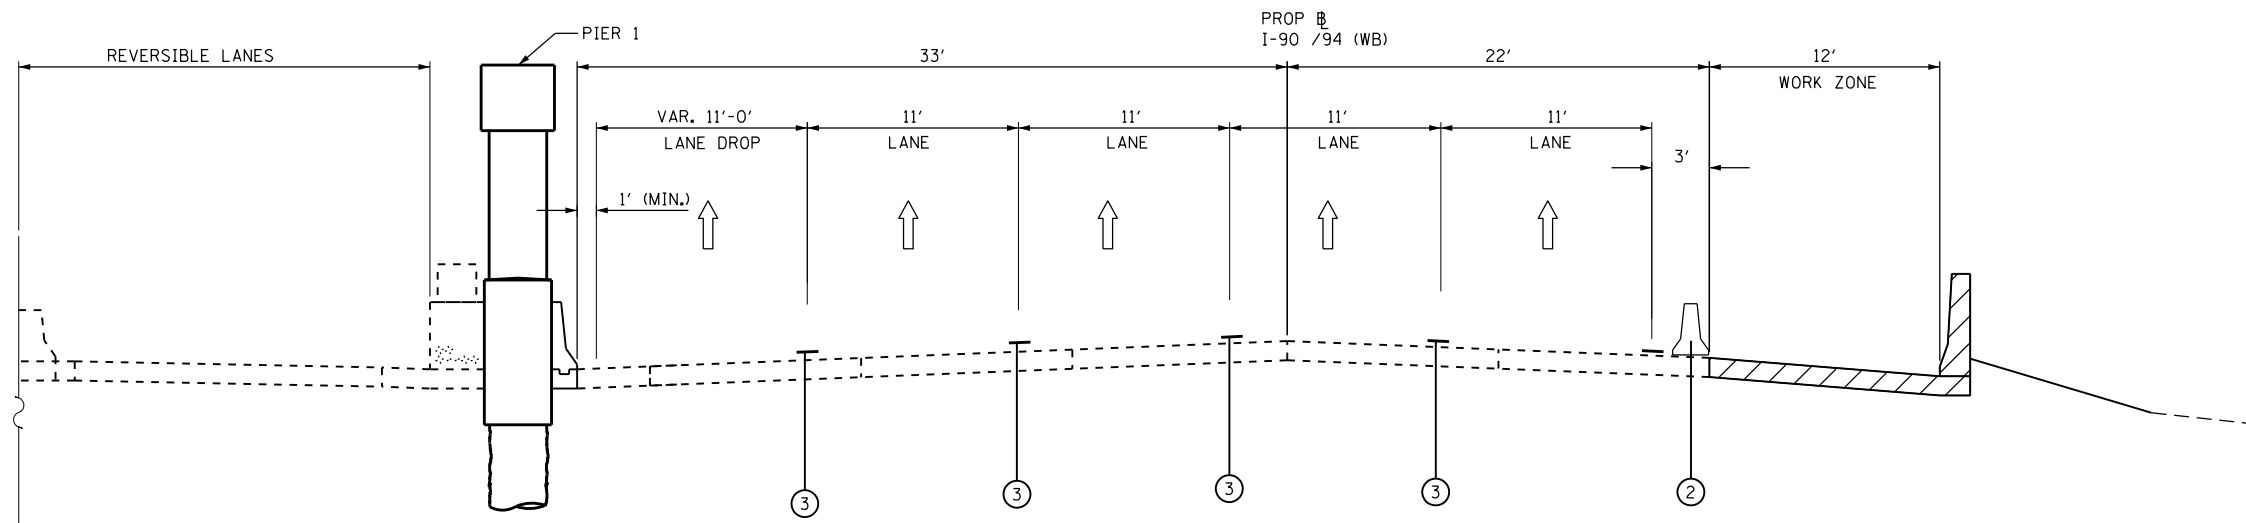 PROP ℄
PIER 1
I-90 /94 (WB)
REVERSIBLE LANES
33'
22'
12'
WORK ZONE
VAR. 11'-0'
11'
11'
11'
11'
LANE DROP
LANE
LANE
LANE
LANE
3'
1' (MIN.)
3
3
3
3
2